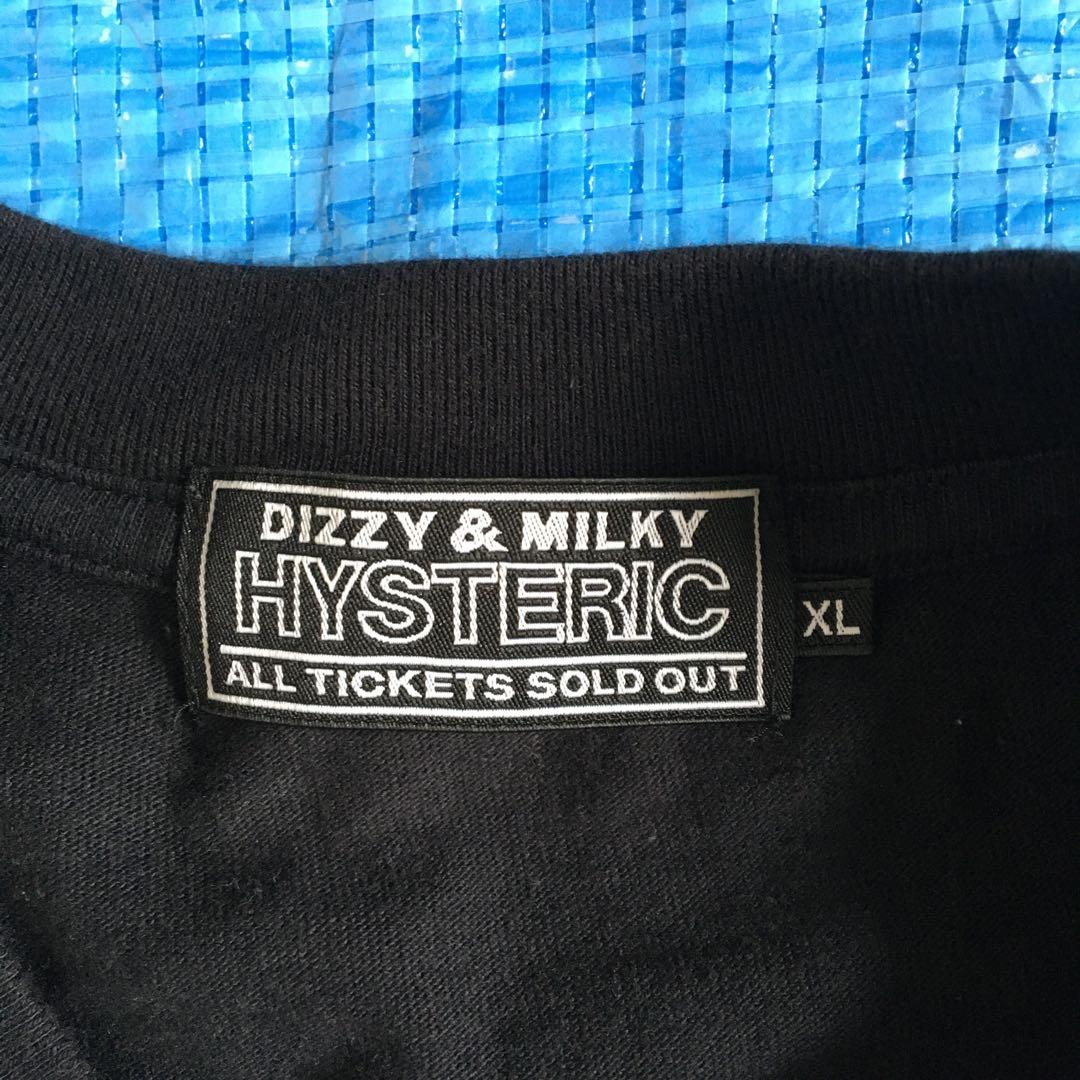 DIZZY & MILKY
HYSTERIC
ALL TICKETS SOLD OUT
XL